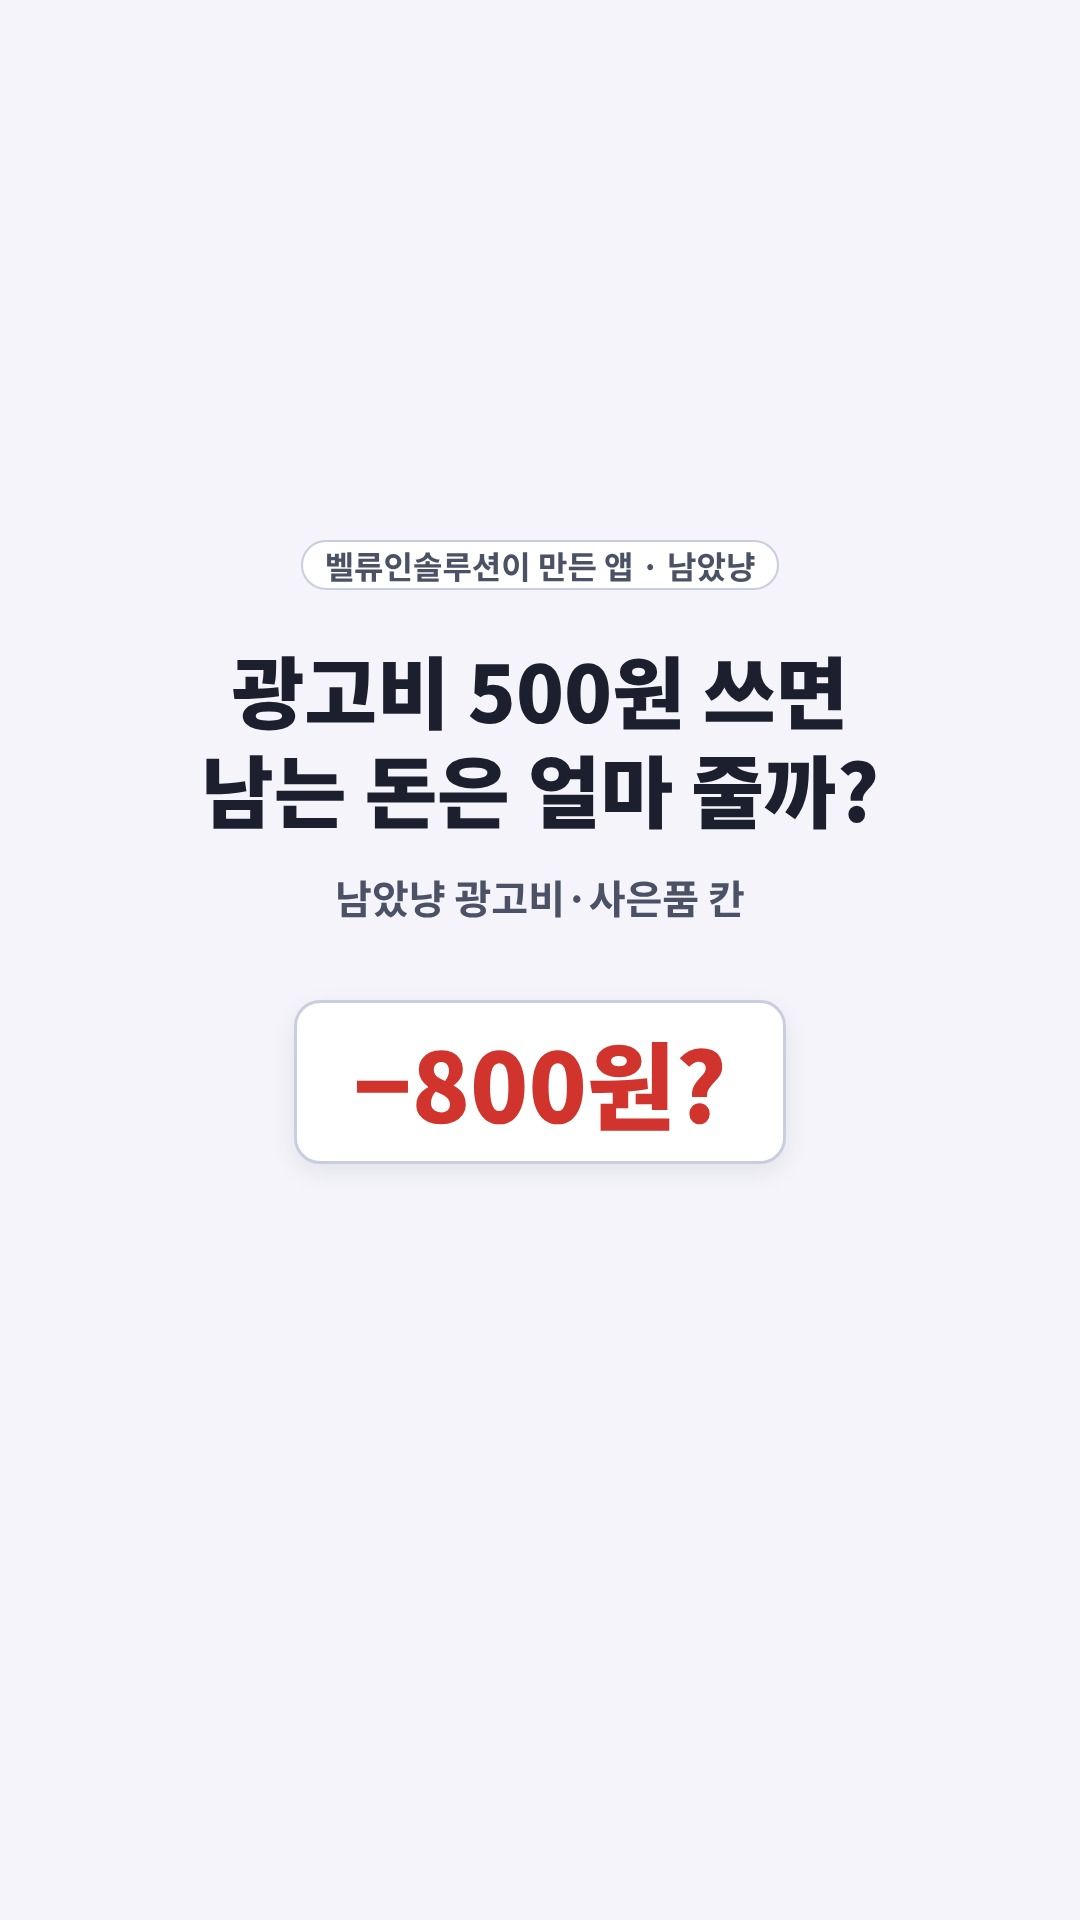 벨류인솔루션이 만든 앱 · 남았냥
광고비 500원 쓰면
남는 돈은 얼마 줄까?
남았냥 광고비·사은품 칸
−800원?